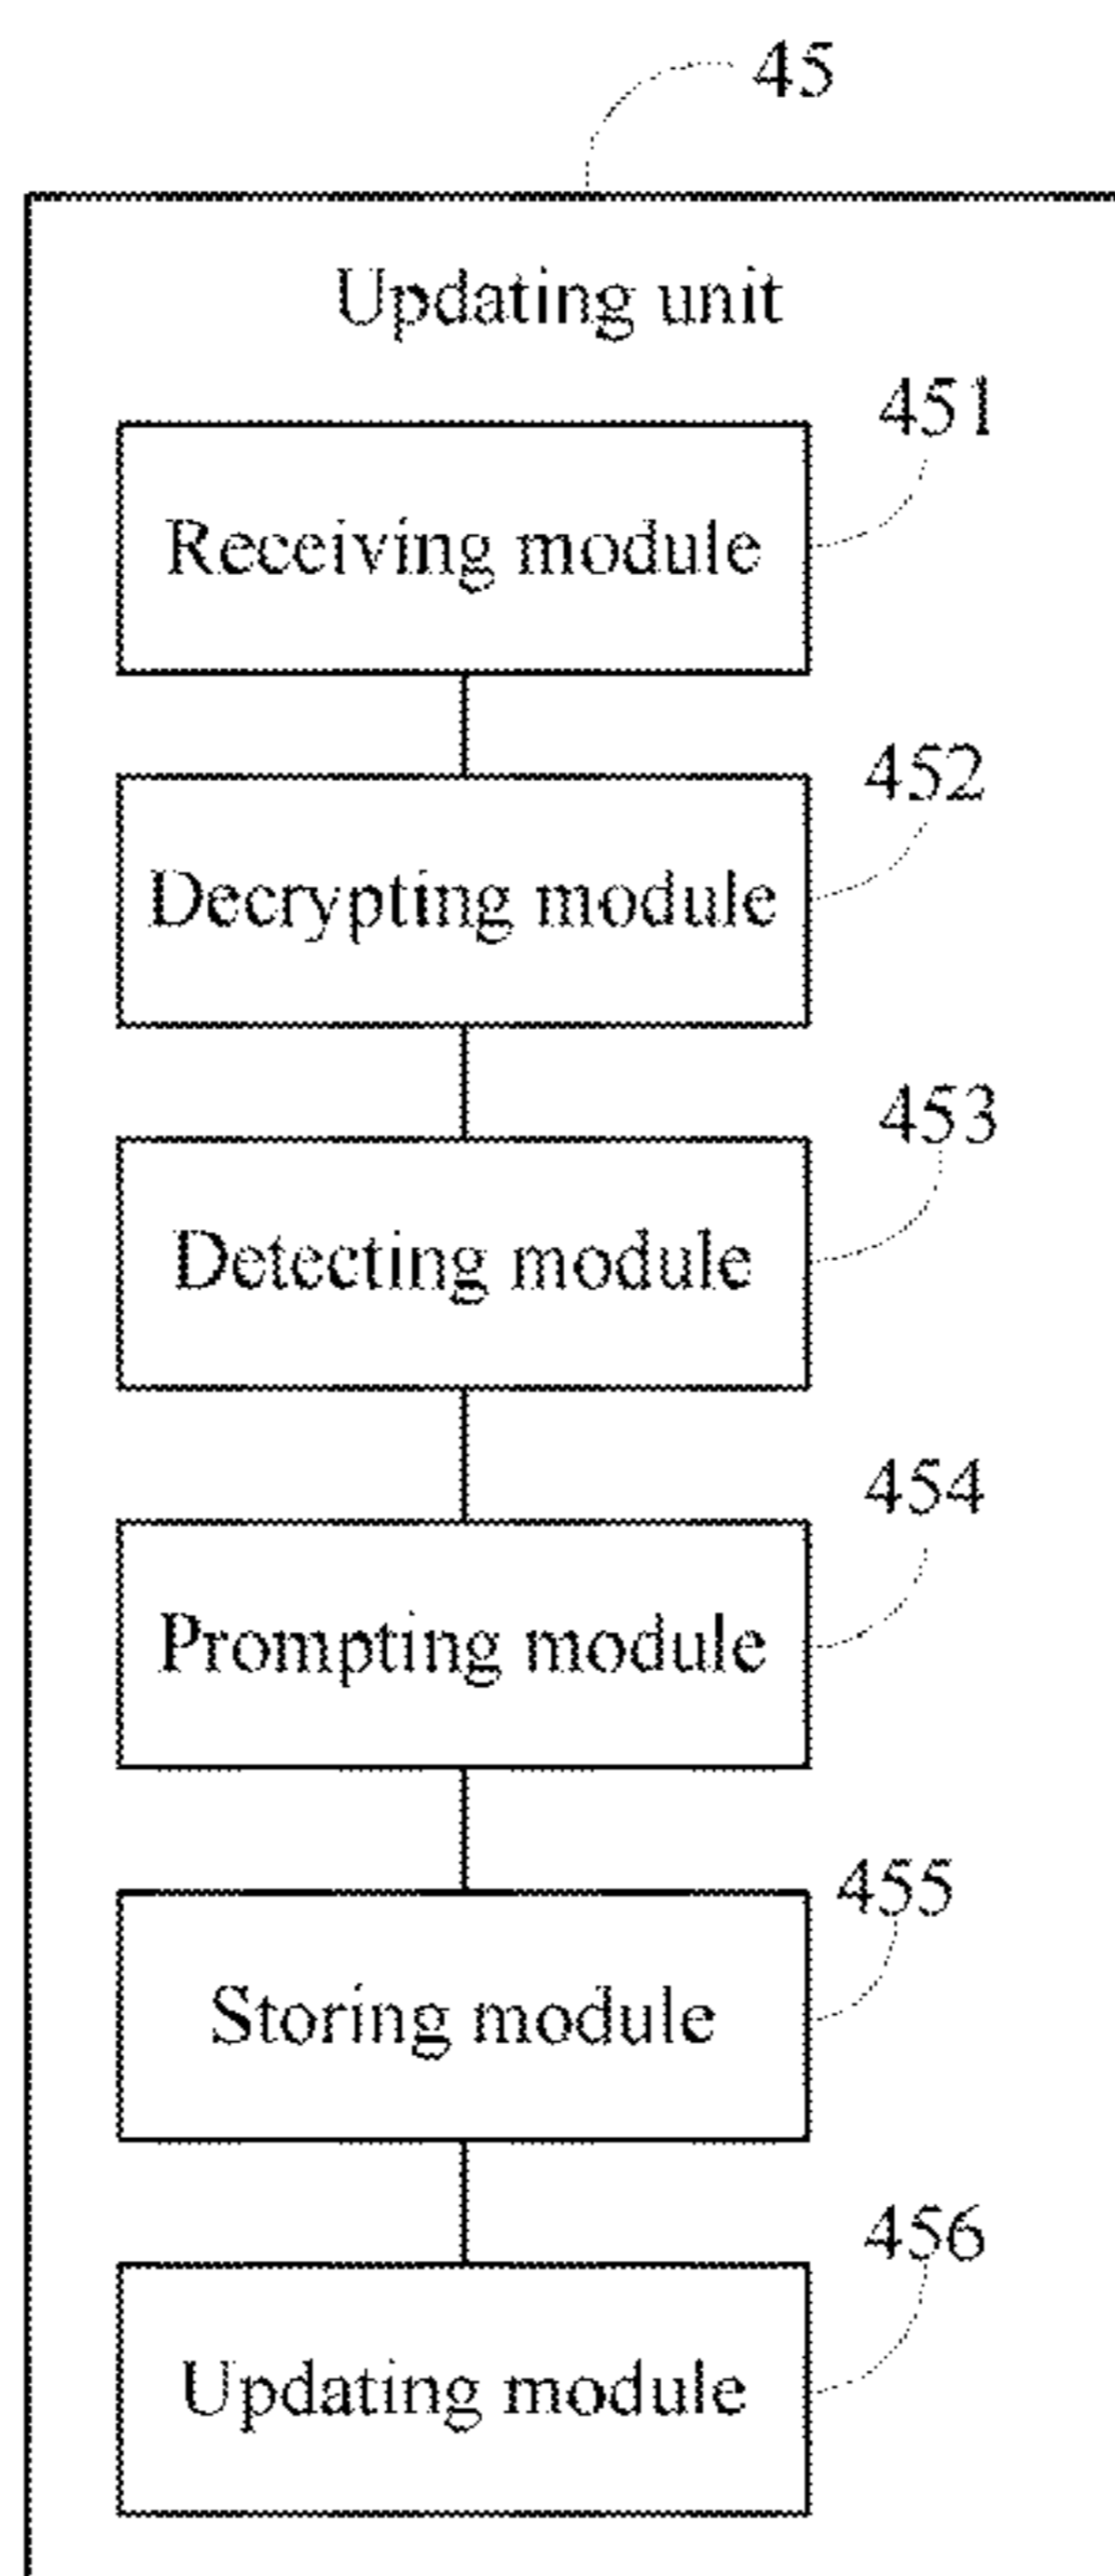 45
Updating unit
451
Receiving module
452
Decrypting module
453
Detecting module
454
Prompting module
455
Storing module
456
Updating module